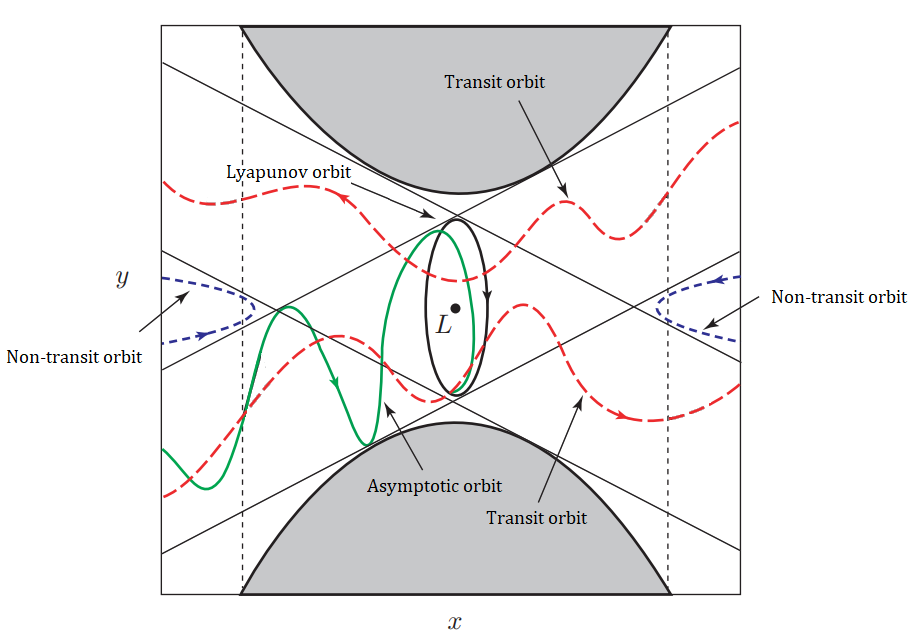 Transit orbit
Lyapunov orbit
y
Non-transit orbit
L
Non-transit orbit
Asymptotic orbit
Transit orbit
x